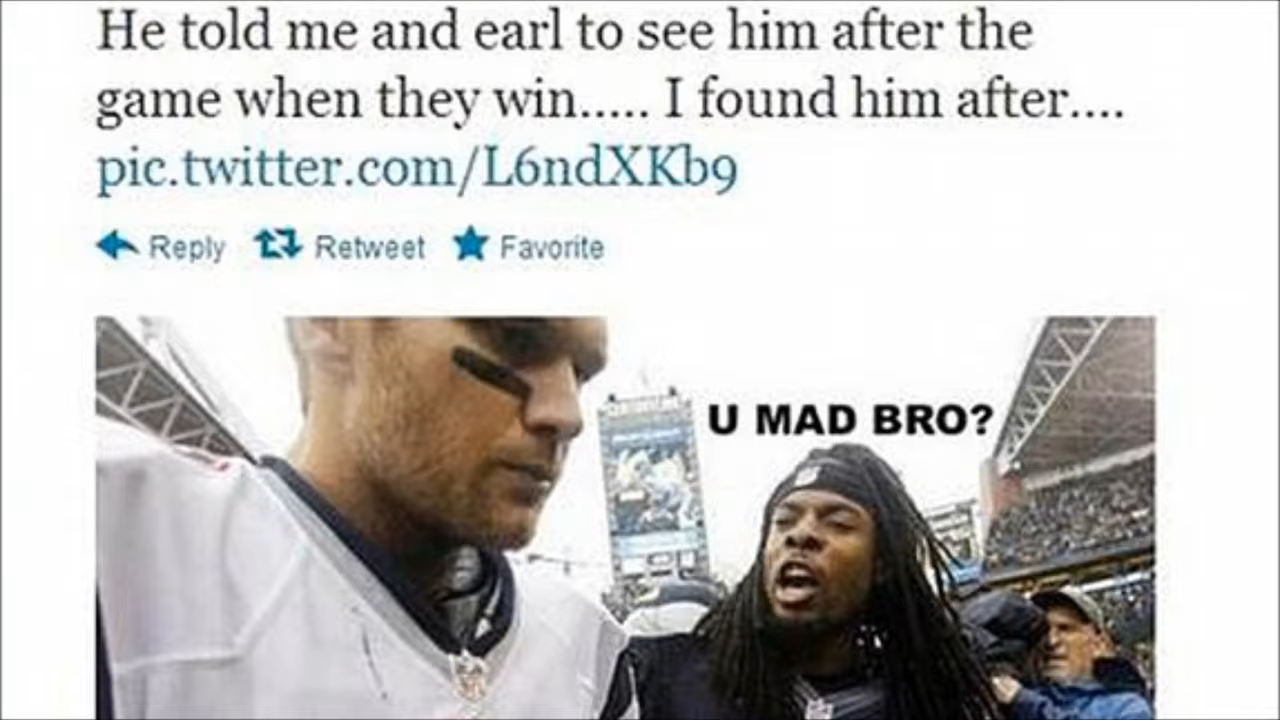 He told me and earl to see him after the
game when they win..... I found him after....
pic.twitter.com/L6ndXKb9
Reply Retweet Favorite
U MAD BRO?